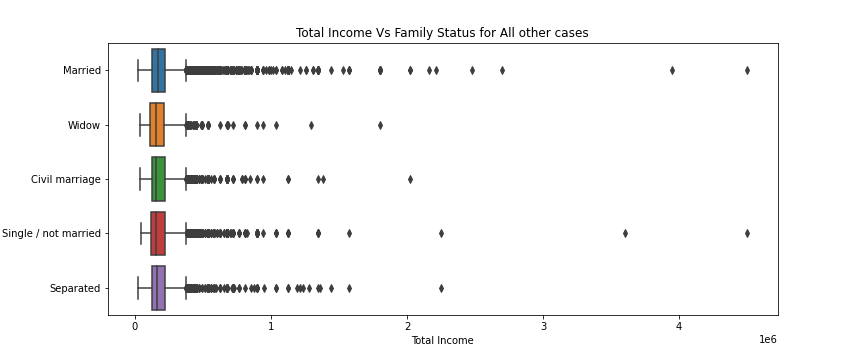 Total Income Vs Family Status for All other cases
Married
Widow
Civil marriage
Single / not married
Separated
0 1 2 3 4
1e6
Total Income